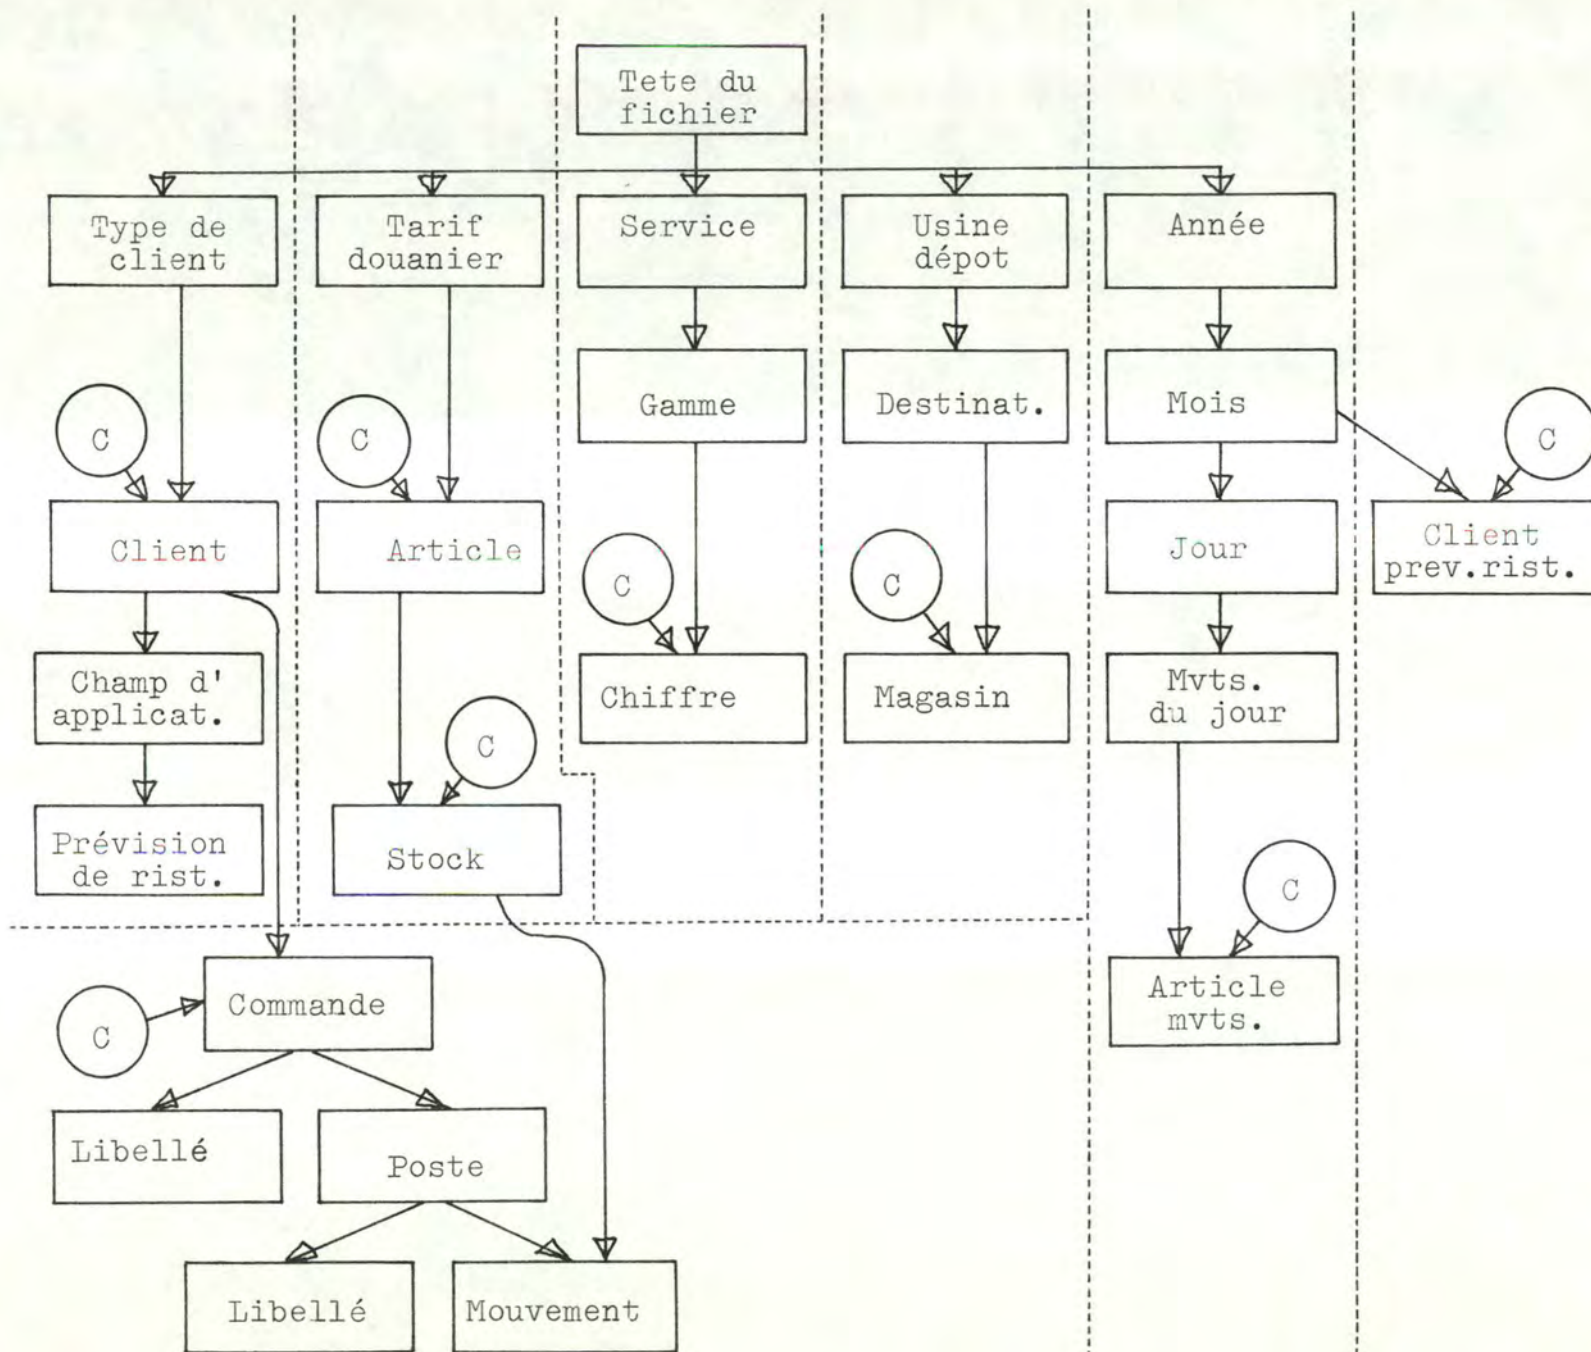 Tete du
fichier
Type de
client
Tarif
douanier
Service
Usine
dépot
Année
Gamme
Destinat.
Mois
C
C
C
Client
Article
Jour
Client
prev.rist.
C
C
Champ d'
applicat.
Chiffre
Magasin
Mvts.
du jour
C
Prévision
de rist.
Stock
C
Commande
Article
mvts.
C
Libellé
Poste
Libellé
Mouvement